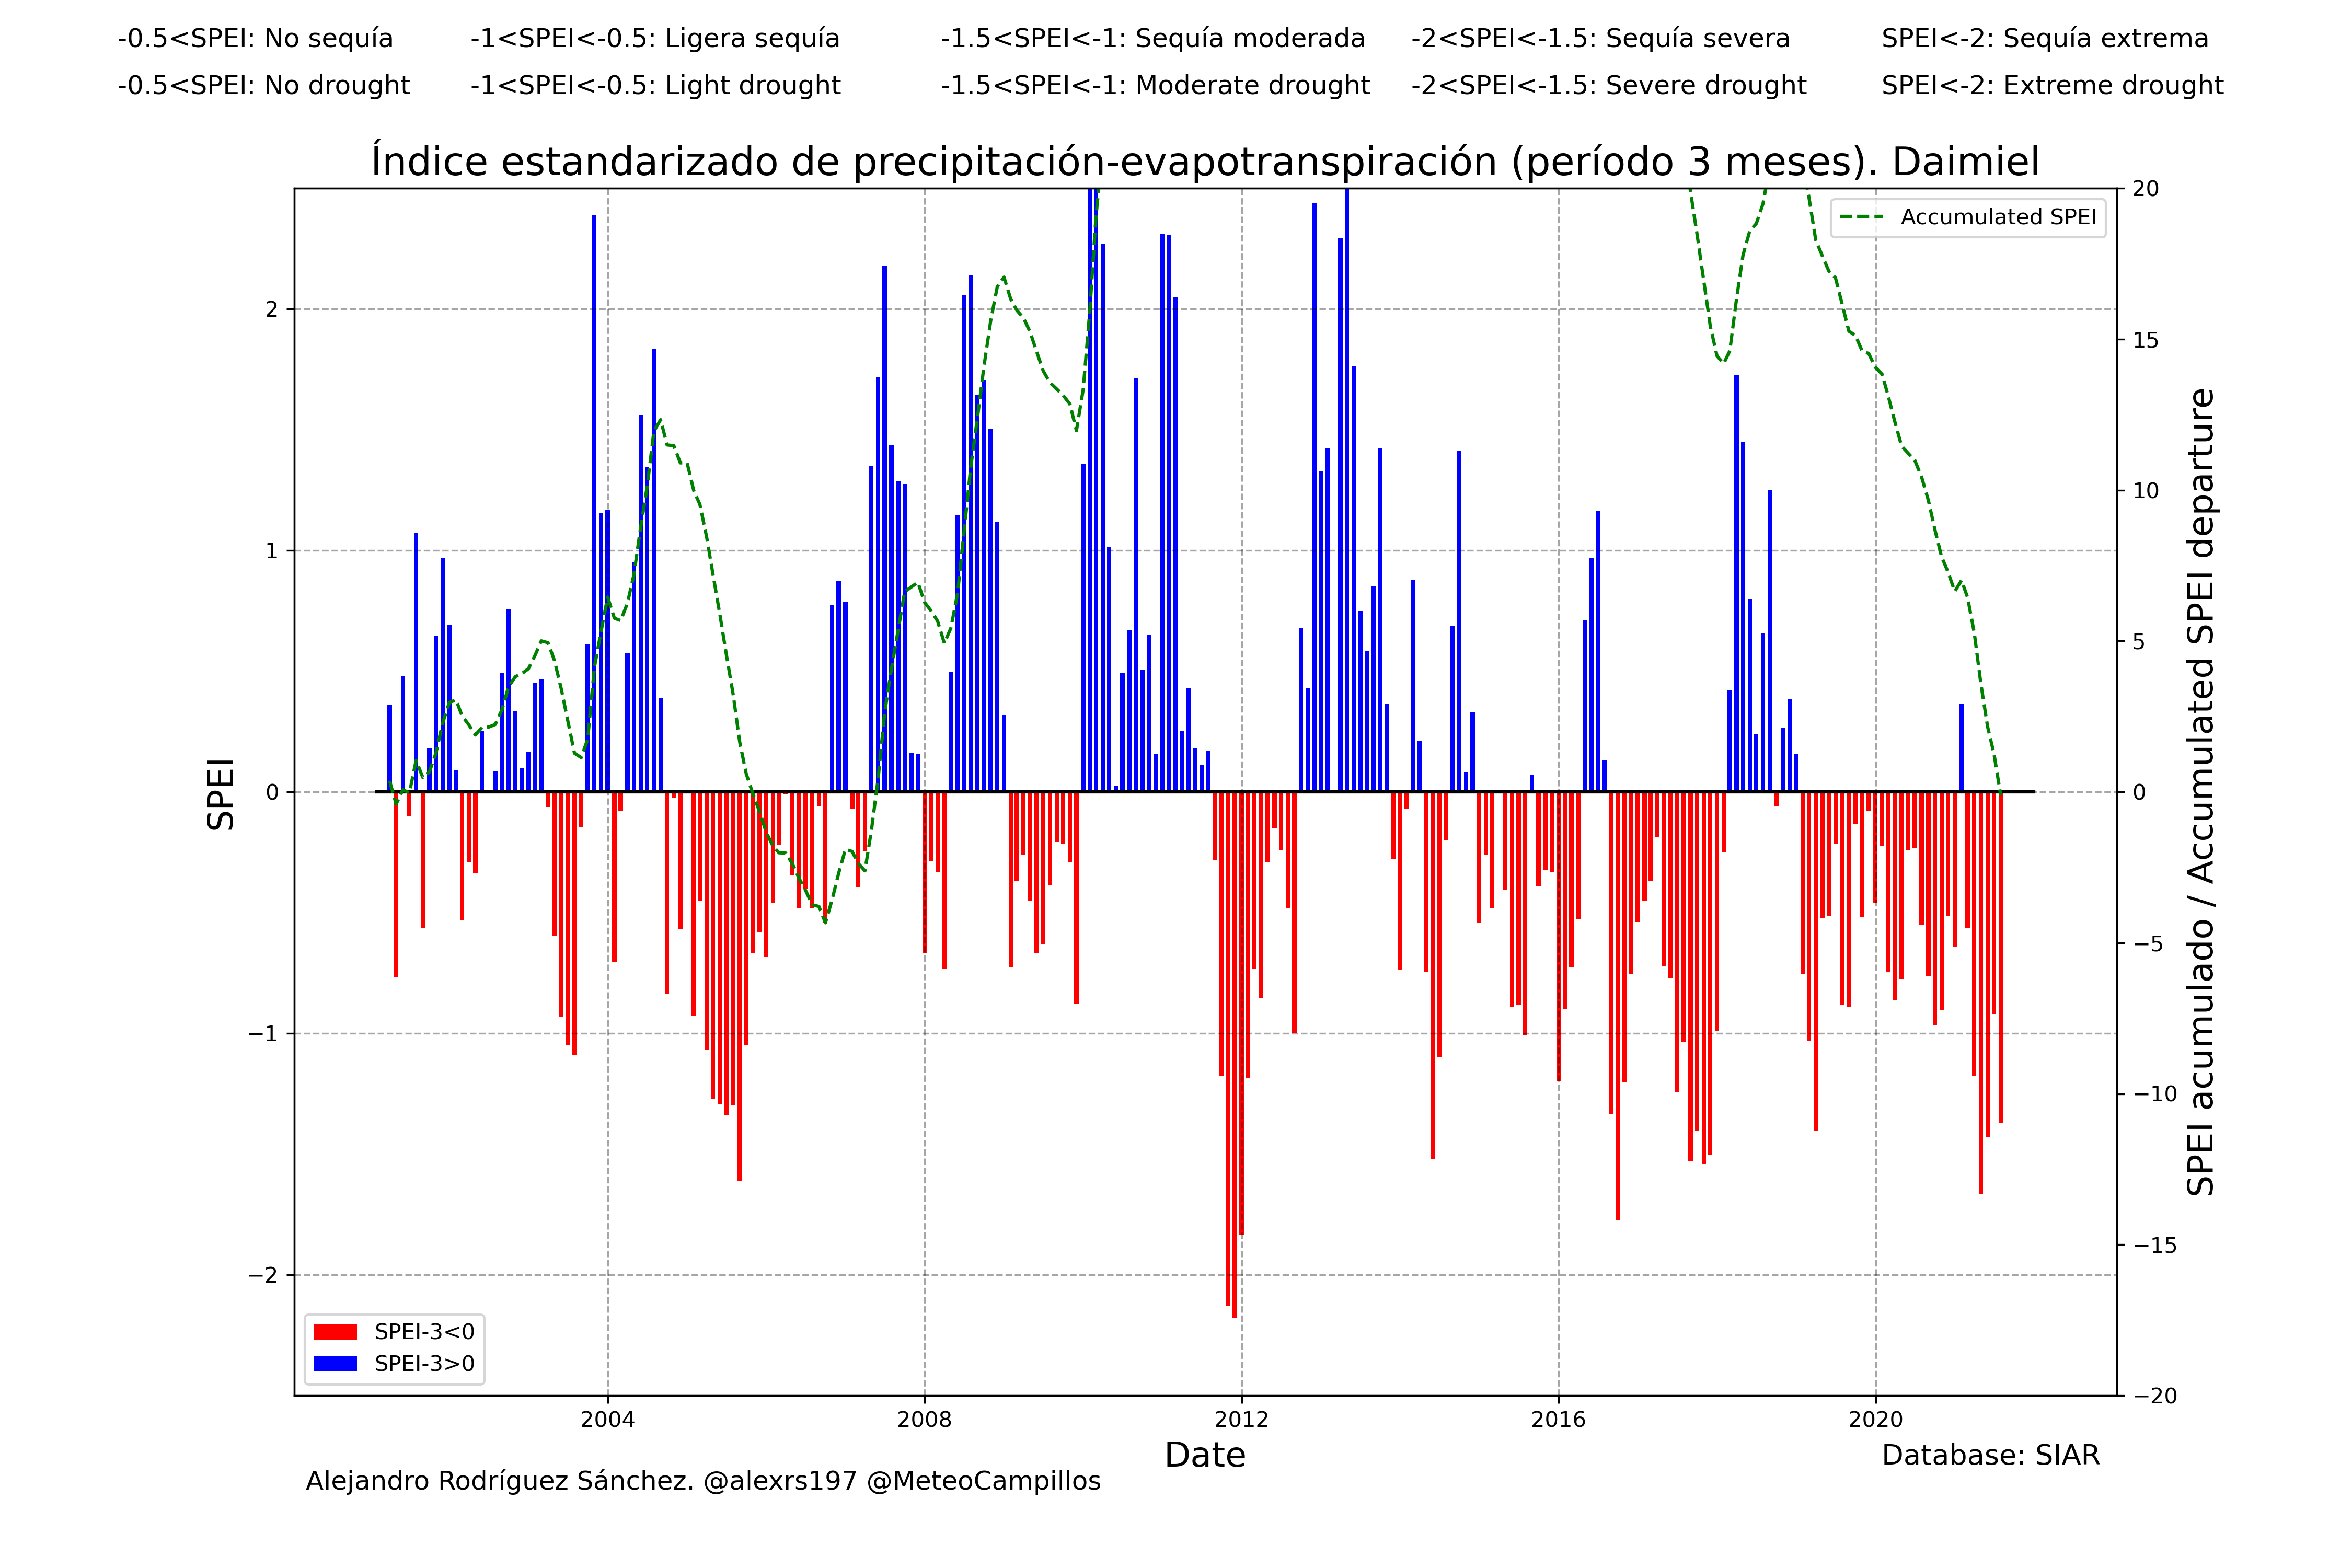 -0.5<SPEI: No sequía -1<SPEI<-0.5: Ligera sequía -1.5<SPEI<-1: Sequía moderada -2<SPEI<-1.5: Sequía severa SPEI<-2: Sequía extrema
-0.5<SPEI: No drought -1<SPEI<-0.5: Light drought -1.5<SPEI<-1: Moderate drought -2<SPEI<-1.5: Severe drought SPEI<-2: Extreme drought
Índice estandarizado de precipitación-evapotranspiración (período 3 meses). Daimiel
Accumulated SPEI
SPEI
2
1
0
−1
−2
20
15
10
5
0
−5
−10
−15
−20
SPEI acumulado / Accumulated SPEI departure
SPEI-3<0
SPEI-3>0
2004 2008 2012 2016 2020
Date
Database: SIAR
Alejandro Rodríguez Sánchez. @alexrs197 @MeteoCampillos